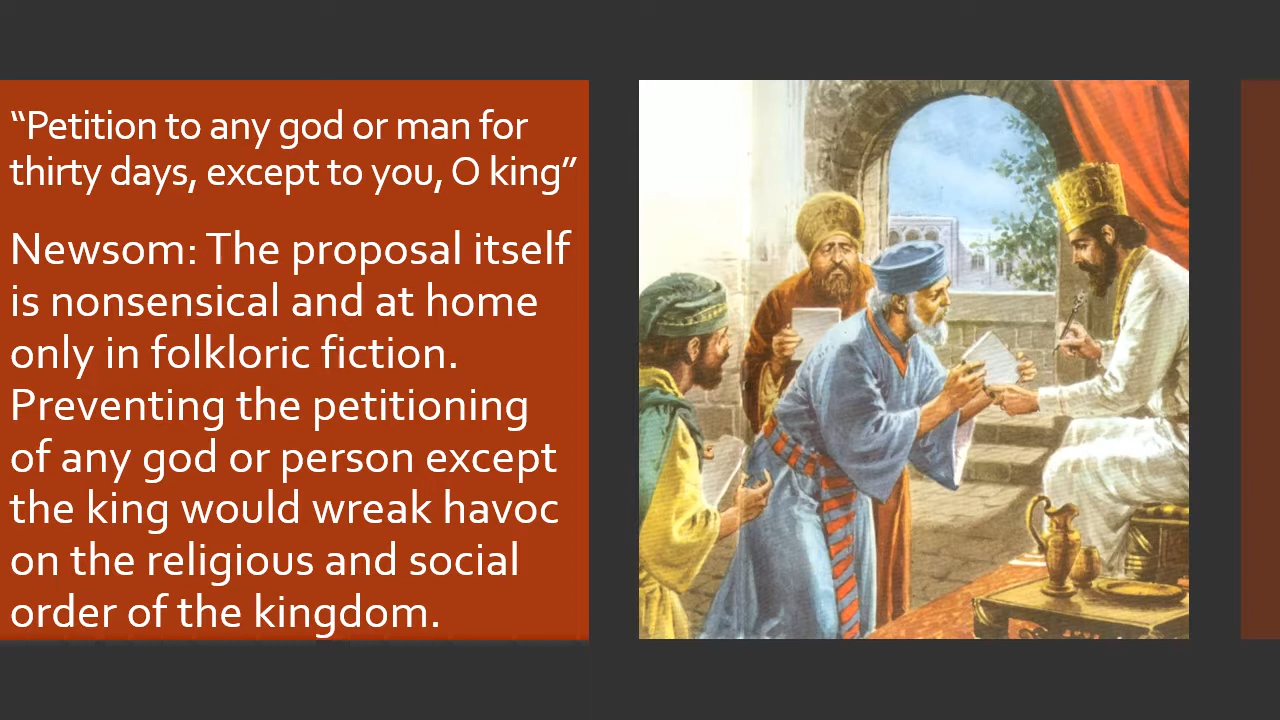 “Petition to any god or man for
thirty days, except to you, O king”
Newsom: The proposal itself
is nonsensical and at home
only in folkloric fiction.
Preventing the petitioning
of any god or person except
the king would wreak havoc
on the religious and social
order of the kingdom.